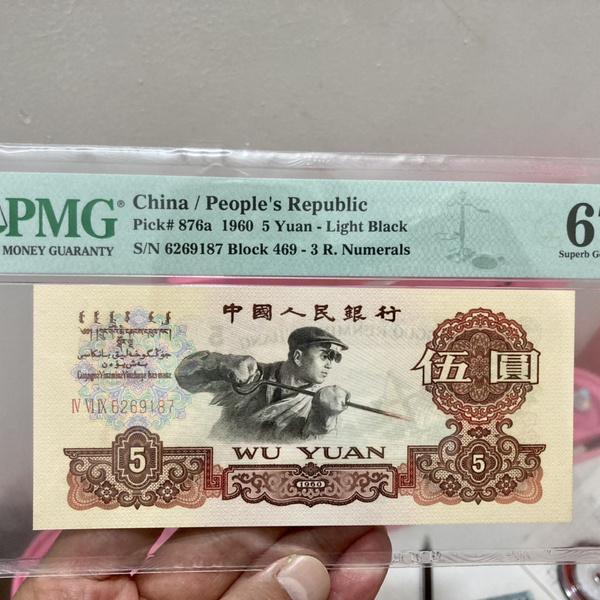 PMG®
MONEY GUARANTY
China / People's Republic
Pick# 876a 1960 5 Yuan - Light Black
S/N 6269187 Block 469 - 3 R. Numerals
6
Superb G
中國人民銀行
伍圓
IV VI IX 6269187
WU YUAN
5
1960
5